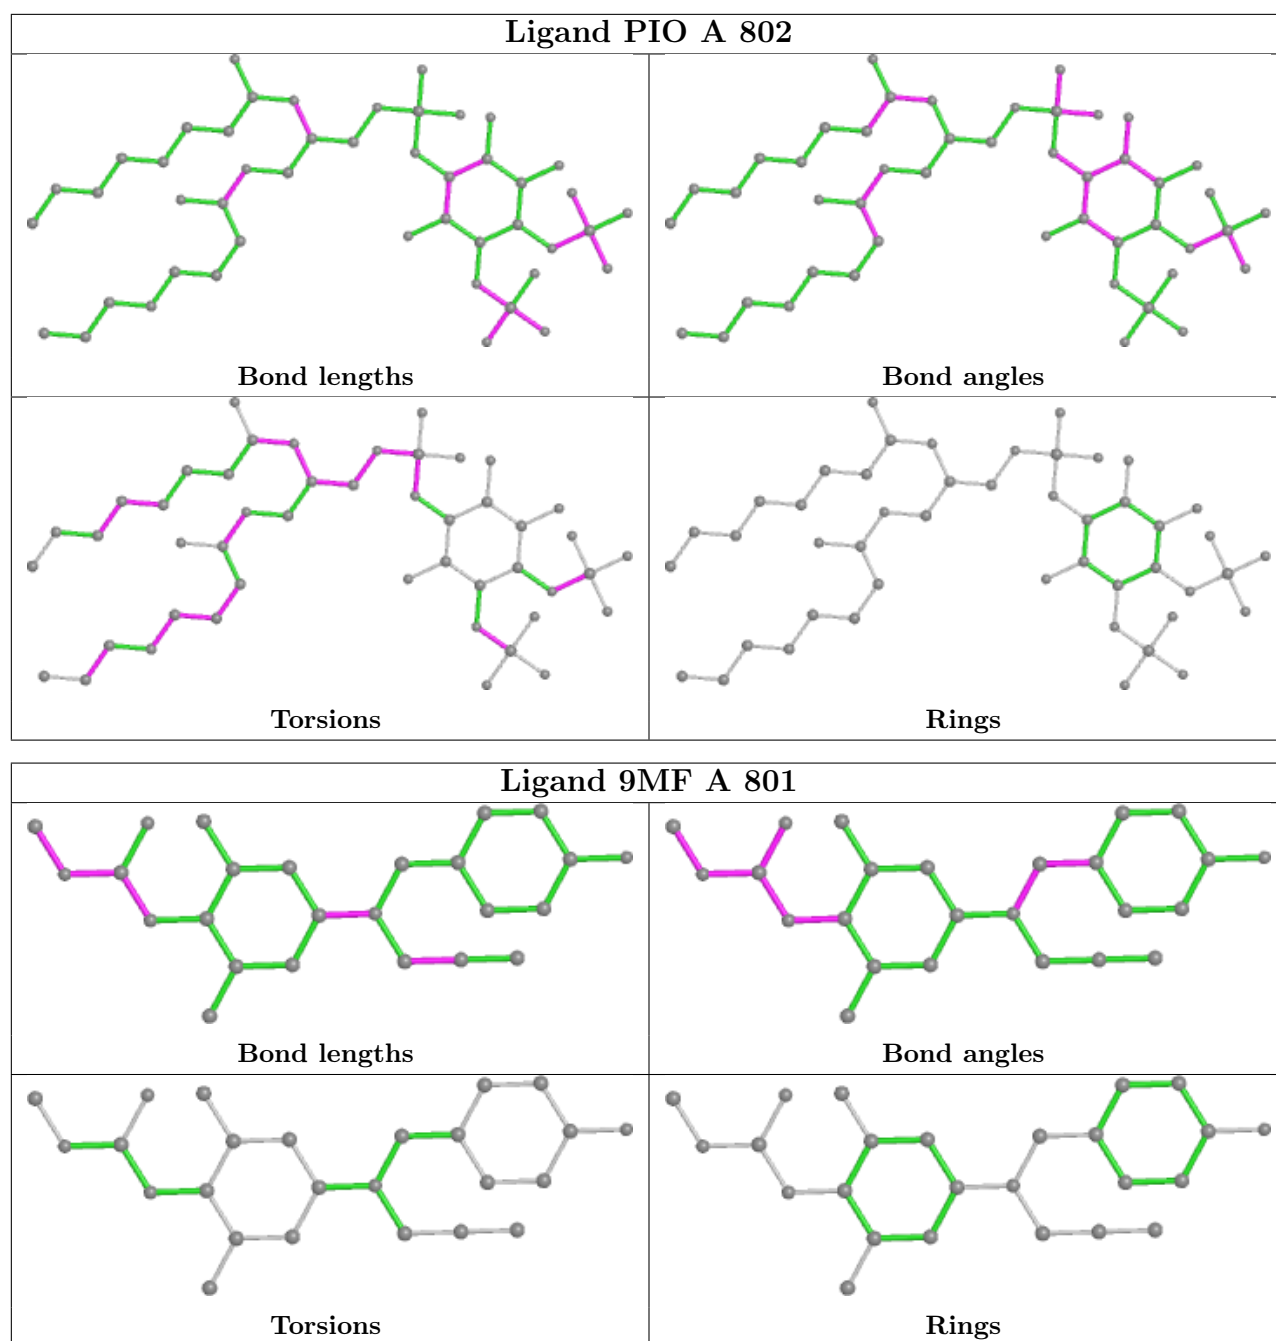 Ligand PIO A 802
Bond lengths
Bond angles
Torsions
Rings
Ligand 9MF A 801
Bond lengths
Bond angles
Torsions
Rings